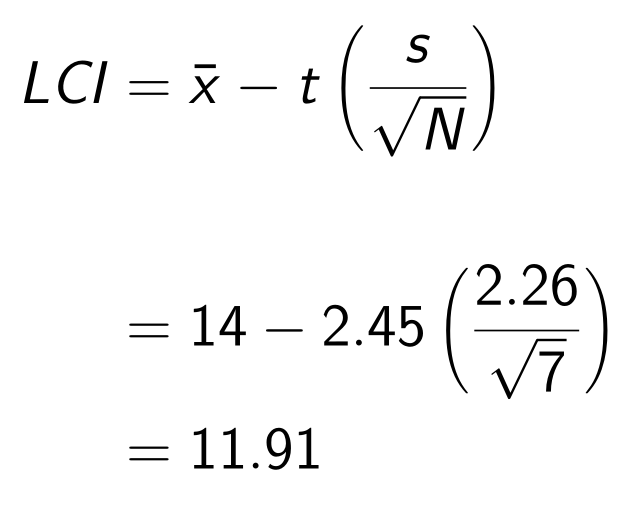 LCI = x̄ − t (s / √N)
= 14 − 2.45 (2.26 / √7)
= 11.91